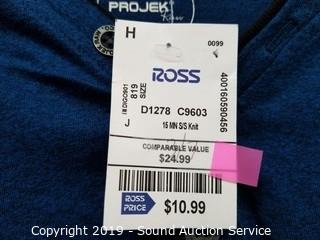 PROJEK
Raw
H
0099
ROSS
400160590456
819
SIZE
J
D1278 C9603
15 MN S/S Knit
COMPARABLE VALUE
$24.99
ROSS
PRICE
$10.99
Copyright 2019 - Sound Auction Service